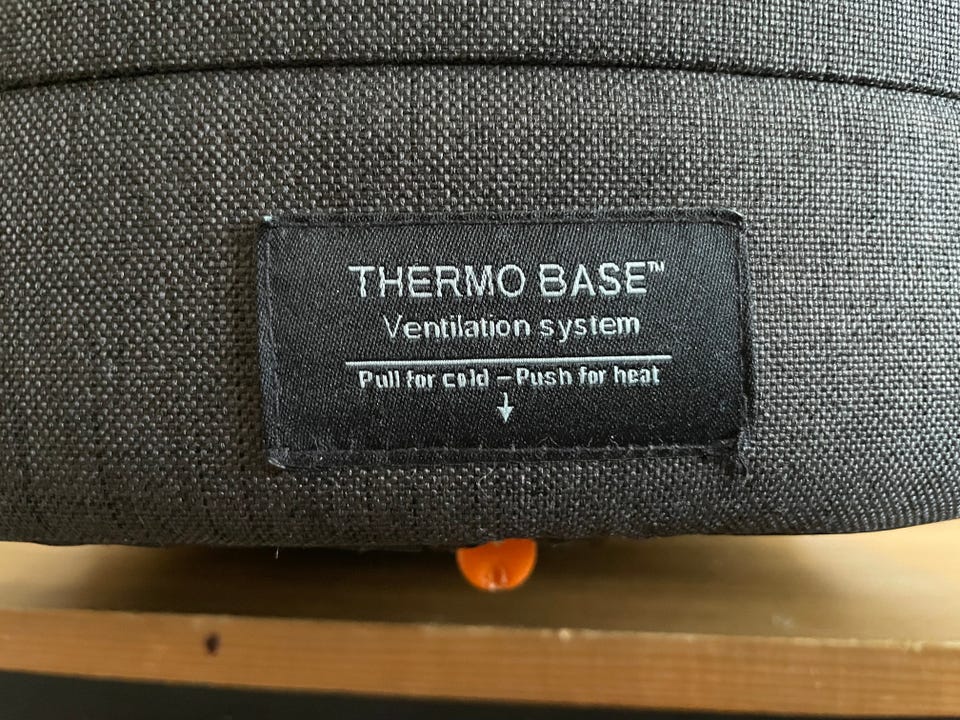 THERMO BASE™
Ventilation system
Pull for cold – Push for heat